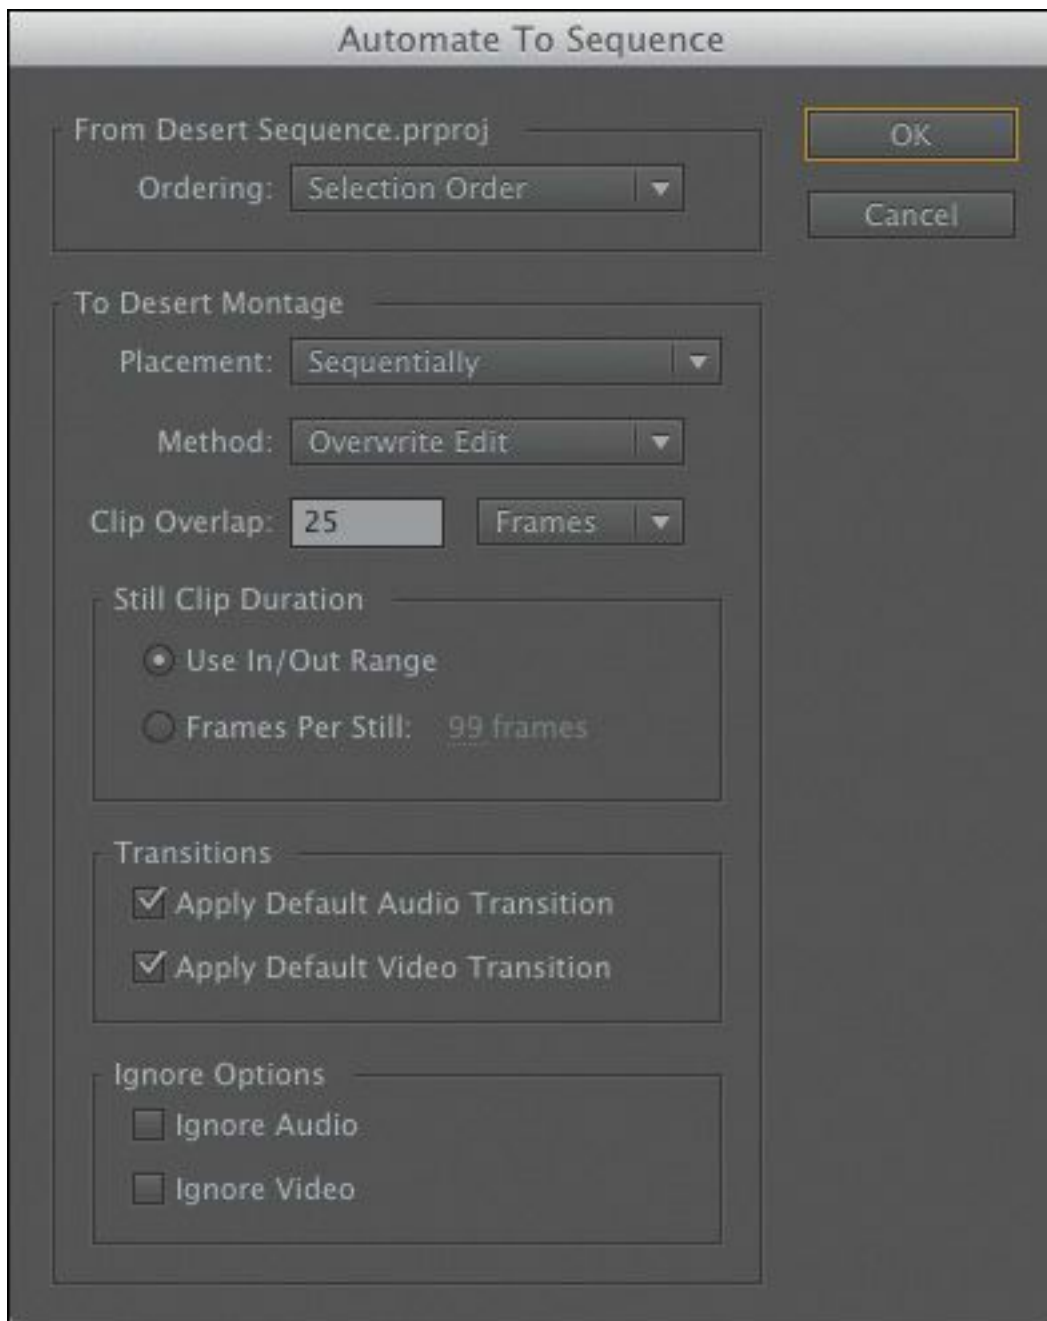 Automate To Sequence
From Desert Sequence.prproj
OK
Ordering: Selection Order
Cancel
To Desert Montage
Placement: Sequentially
Method: Overwrite Edit
Clip Overlap: 25 Frames
Still Clip Duration
Use In/Out Range
Frames Per Still: 99 frames
Transitions
Apply Default Audio Transition
Apply Default Video Transition
Ignore Options
Ignore Audio
Ignore Video